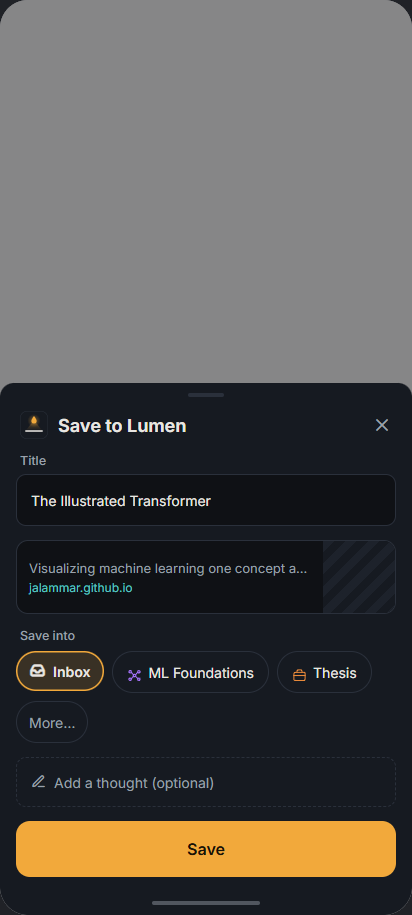 Save to Lumen
Title
The Illustrated Transformer
Visualizing machine learning one concept a...
jalammar.github.io
Save into
Inbox
ML Foundations
Thesis
More...
Add a thought (optional)
Save